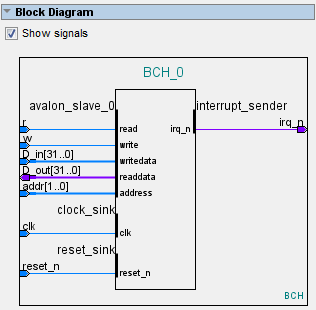 Block Diagram
Show signals
BCH_0
avalon_slave_0 interrupt_sender
r read irq_n irq_n
w write
D_in[31..0] writedata
D_out[31..0] readdata
addr[1..0] address
clock_sink
clk clk
reset_sink
reset_n reset_n
BCH